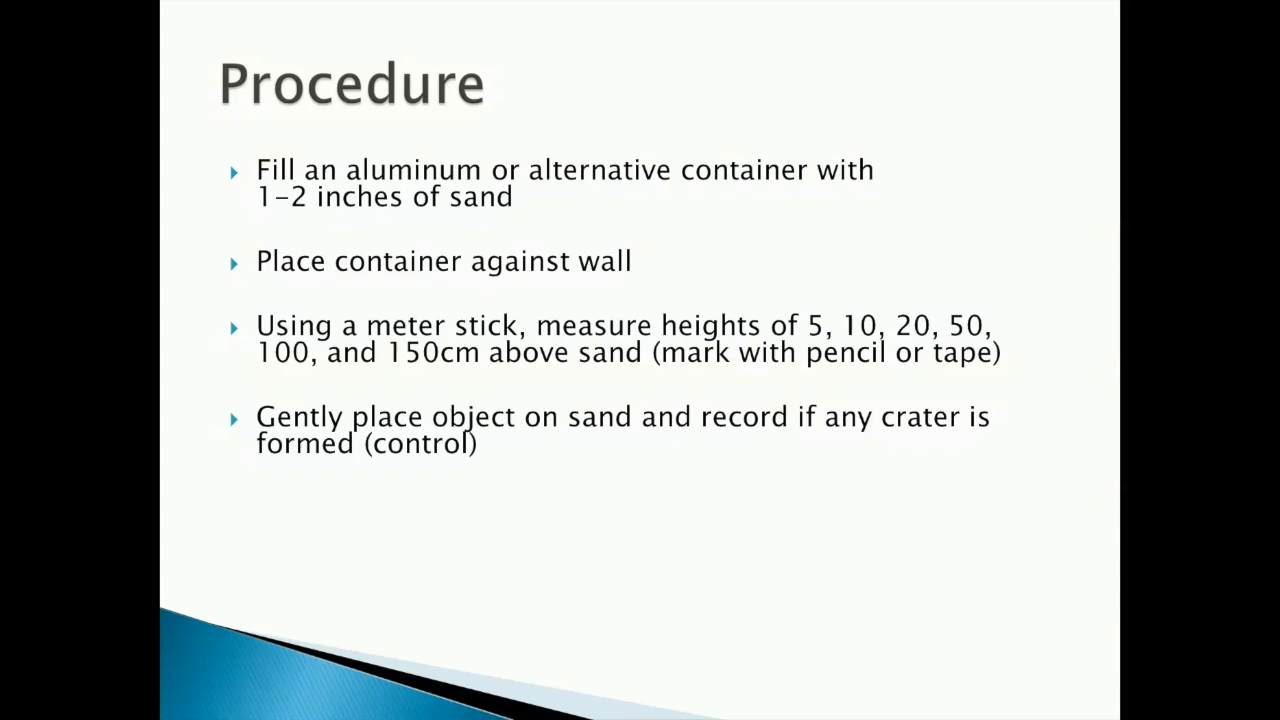 Procedure
Fill an aluminum or alternative container with
1-2 inches of sand
Place container against wall
Using a meter stick, measure heights of 5, 10, 20, 50,
100, and 150cm above sand (mark with pencil or tape)
Gently place object on sand and record if any crater is
formed (control)